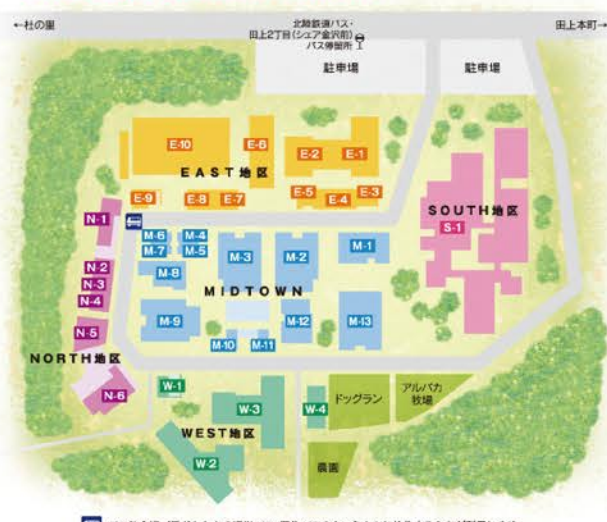 ←杜の里
北陸鉄道バス・
田上2丁目(シェア金沢前)
バス停留所
田上本町→
駐車場
駐車場
E-10
E-6
E-2
E-1
EAST地区
E-9
E-8
E-7
E-5
E-4
E-3
SOUTH地区
S-1
N-1
N-2
N-3
N-4
N-5
NORTH地区
N-6
M-6
M-4
M-7
M-5
M-8
M-3
M-2
M-1
MIDTOWN
M-9
M-10
M-11
M-12
M-13
W-1
W-3
W-4
WEST地区
W-2
ドッグラン
アルパカ
牧場
農園